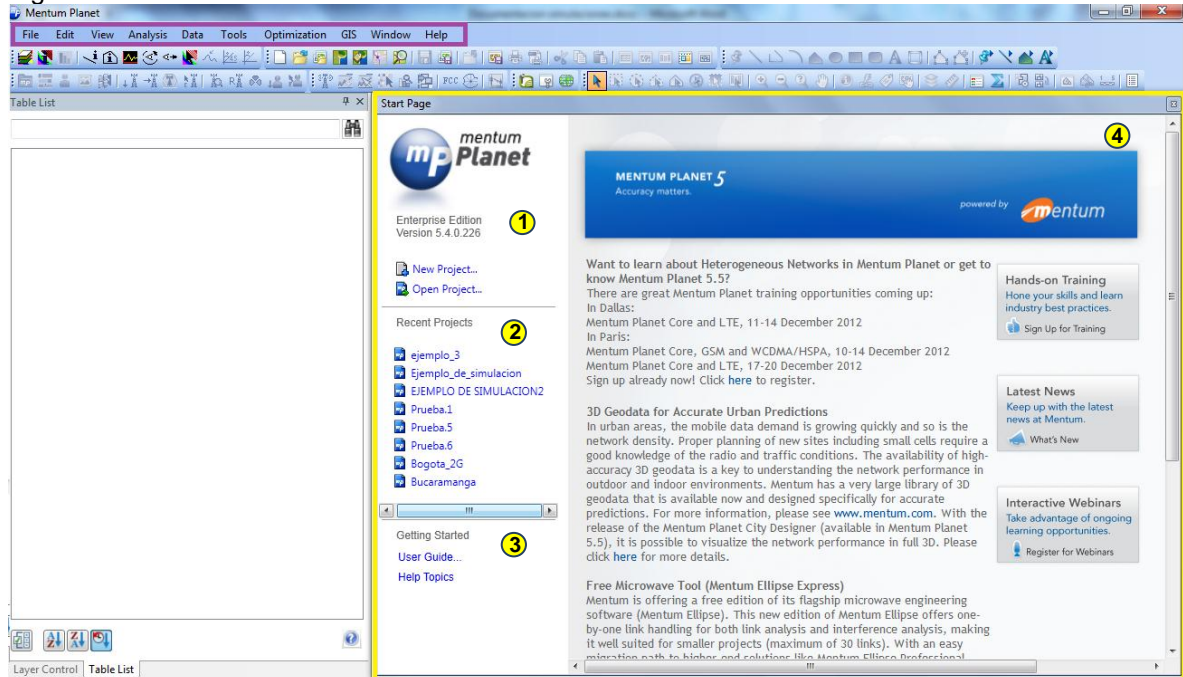 Mentum Planet
File Edit View Analysis Data Tools Optimization GIS Window Help
FCC
Table List
Start Page
mentum
Planet
mp
Enterprise Edition
Version 5.4.0.226
1
New Project...
Open Project...
Recent Projects
2
ejemplo_3
Ejemplo_de_simulacion
EJEMPLO DE SIMULACION2
Prueba.1
Prueba.5
Prueba.6
Bogota_2G
Bucaramanga
Getting Started
3
User Guide...
Help Topics
4
MENTUM PLANET 5
Accuracy matters.
powered by mentum
Want to learn about Heterogeneous Networks in Mentum Planet or get to
know Mentum Planet 5.5?
There are great Mentum Planet training opportunities coming up:
In Dallas:
Mentum Planet Core and LTE, 11-14 December 2012
In Paris:
Mentum Planet Core, GSM and WCDMA/HSPA, 10-14 December 2012
Mentum Planet Core and LTE, 17-20 December 2012
Sign up already now! Click here to register.
3D Geodata for Accurate Urban Predictions
In urban areas, the mobile data demand is growing quickly and so is the
network density. Proper planning of new sites including small cells require a
good knowledge of the radio and traffic conditions. The availability of high-
accuracy 3D geodata is a key to understanding the network performance in
outdoor and indoor environments. Mentum has a very large library of 3D
geodata that is available now and designed specifically for accurate
predictions. For more information, please see www.mentum.com. With the
release of the Mentum Planet City Designer (available in Mentum Planet
5.5), it is possible to visualize the network performance in full 3D. Please
click here for more details.
Free Microwave Tool (Mentum Ellipse Express)
Mentum is offering a free edition of its flagship microwave engineering
software (Mentum Ellipse). This new edition of Mentum Ellipse offers one-
by-one link handling for both link analysis and interference analysis, making
it well suited for smaller projects (maximum of 30 links). With an easy
migration path to higher end solutions like Mentum Ellipse Professional
Hands-on Training
Hone your skills and learn
industry best practices.
Sign Up for Training
Latest News
Keep up with the latest
news at Mentum.
What's New
Interactive Webinars
Take advantage of ongoing
learning opportunities.
Register for Webinars
Layer Control Table List